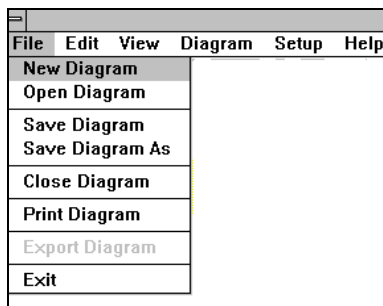 File Edit View Diagram Setup Help
New Diagram
Open Diagram
Save Diagram
Save Diagram As
Close Diagram
Print Diagram
Export Diagram
Exit